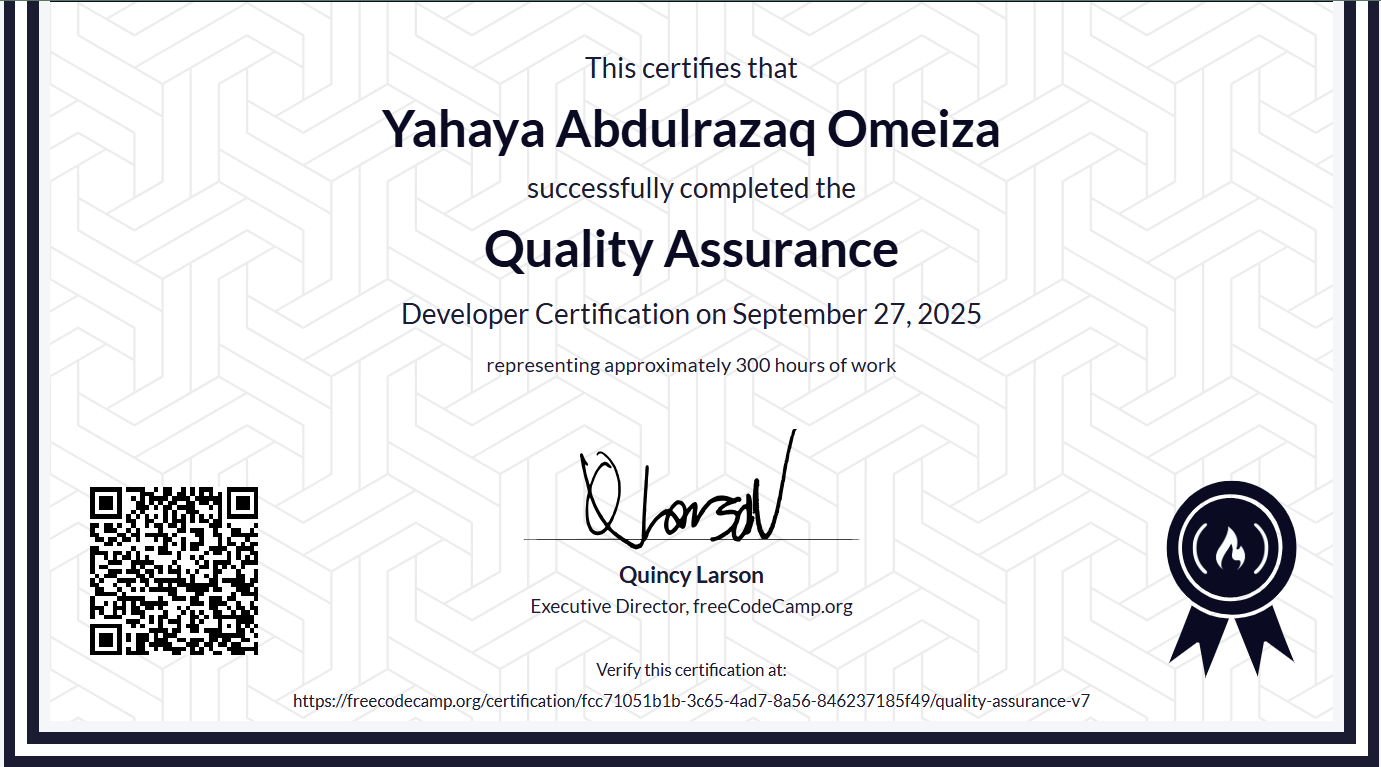 This certifies that
Yahaya Abdulrazaq Omeiza
successfully completed the
Quality Assurance
Developer Certification on September 27, 2025
representing approximately 300 hours of work
Q Larson
Quincy Larson
Executive Director, freeCodeCamp.org
Verify this certification at:
https://freecodecamp.org/certification/fcc71051b1b-3c65-4ad7-8a56-846237185f49/quality-assurance-v7